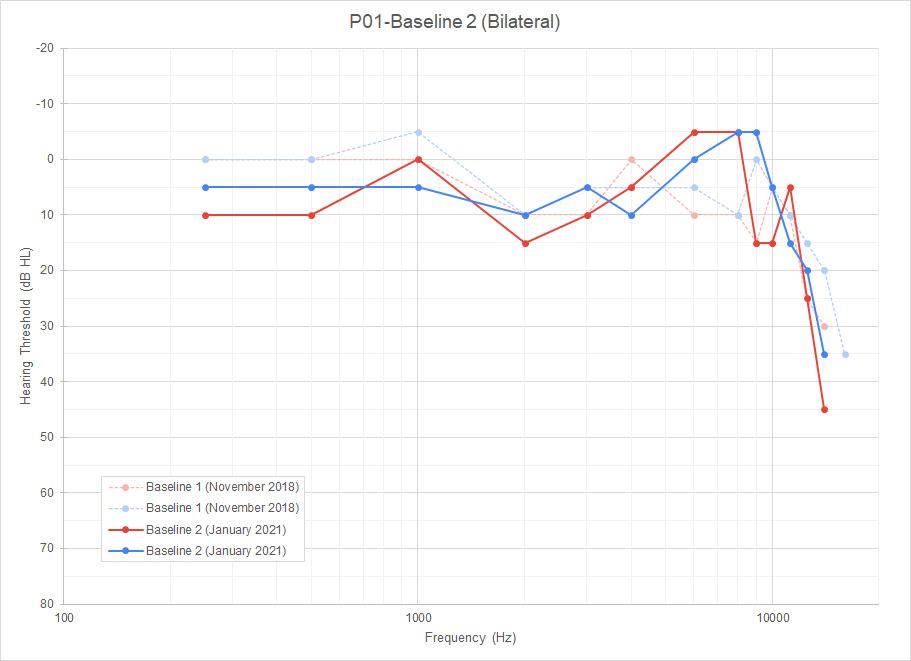 P01-Baseline 2 (Bilateral)
-20
-10
0
10
20
30
40
50
60
70
80
Hearing Threshold (dB HL)
Baseline 1 (November 2018)
Baseline 1 (November 2018)
Baseline 2 (January 2021)
Baseline 2 (January 2021)
100 1000 10000
Frequency (Hz)